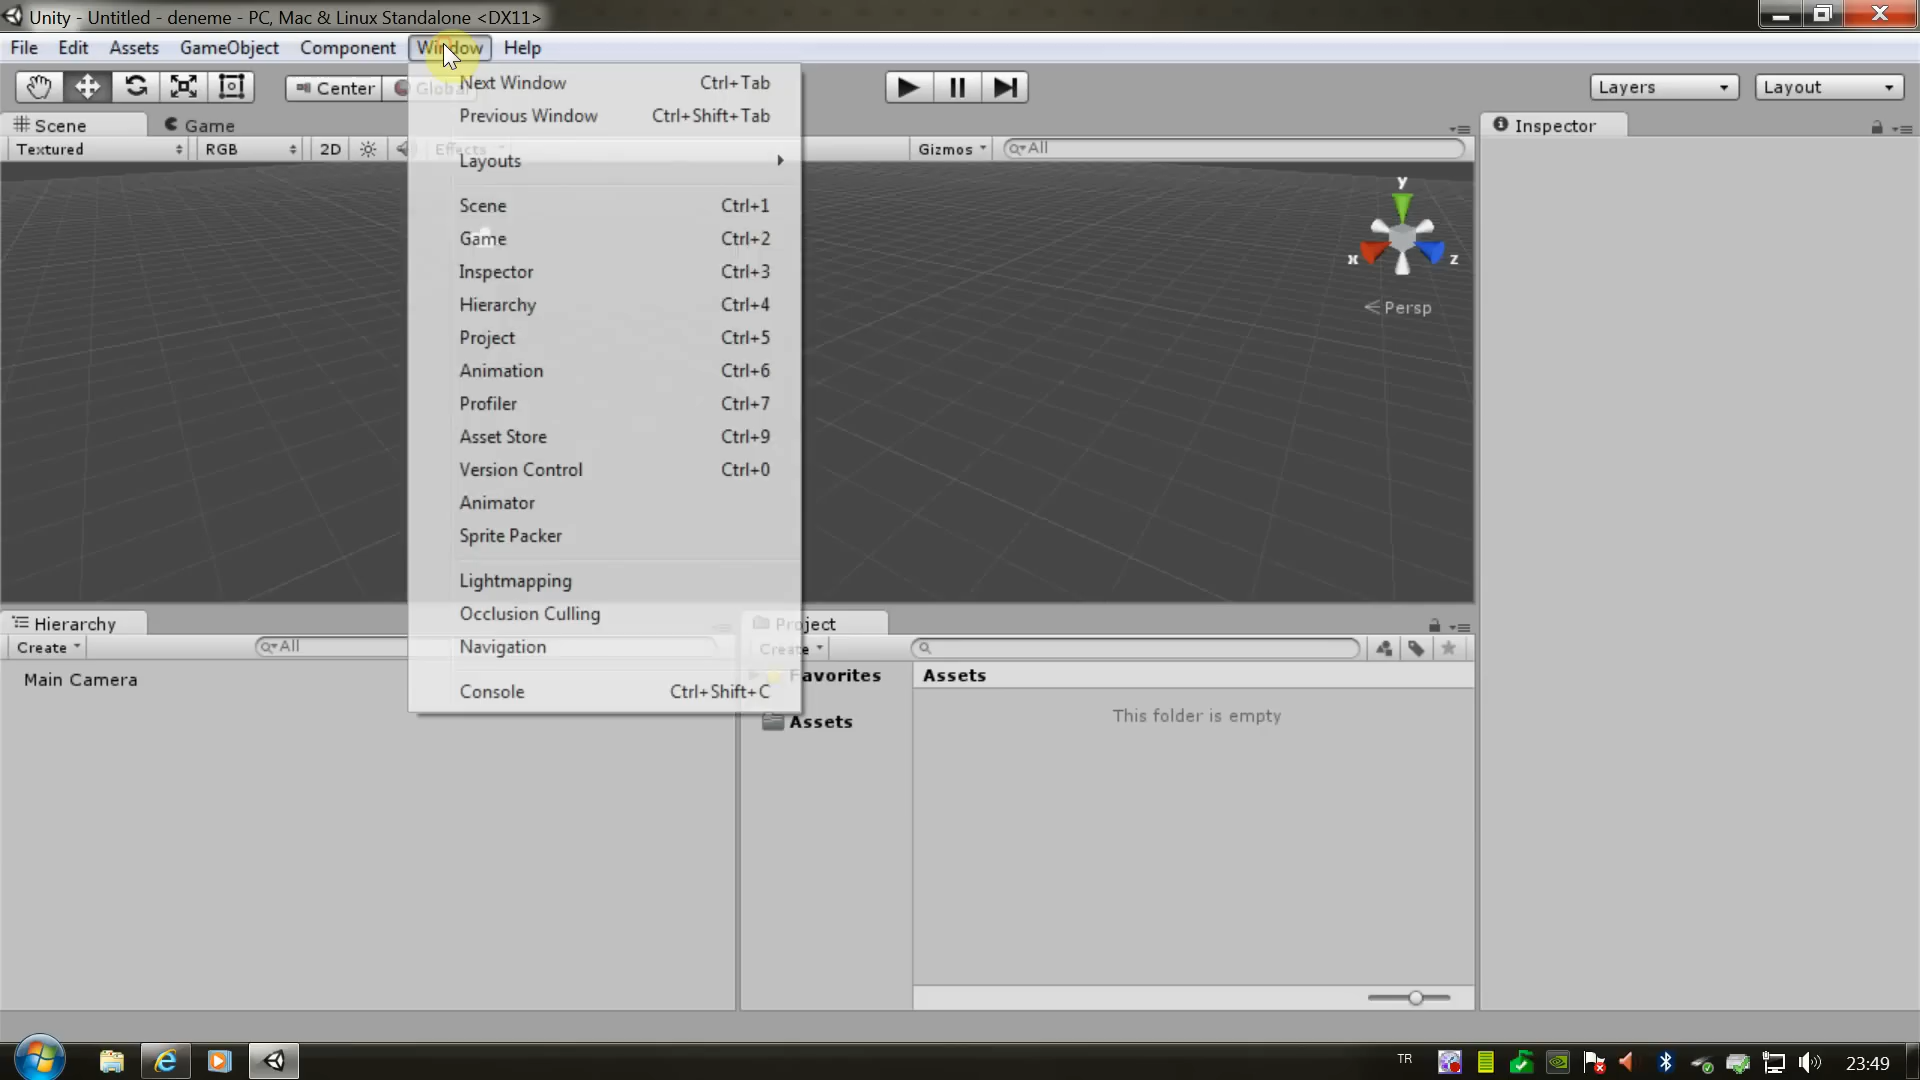 Unity - Untitled - deneme - PC, Mac & Linux Standalone <DX11>
File Edit Assets GameObject Component Window Help
Center Global
Layers Layout
Scene Game
Textured RGB 2D Effects Gizmos All
Next Window Ctrl+Tab
Previous Window Ctrl+Shift+Tab
Layouts
Scene Ctrl+1
Game Ctrl+2
Inspector Ctrl+3
Hierarchy Ctrl+4
Project Ctrl+5
Animation Ctrl+6
Profiler Ctrl+7
Asset Store Ctrl+9
Version Control Ctrl+0
Animator
Sprite Packer
Lightmapping
Occlusion Culling
Navigation
Console Ctrl+Shift+C
y
x z
Persp
Inspector
Hierarchy
Create All
Main Camera
Project
Create
Favorites
Assets
Assets
This folder is empty
TR 23:49